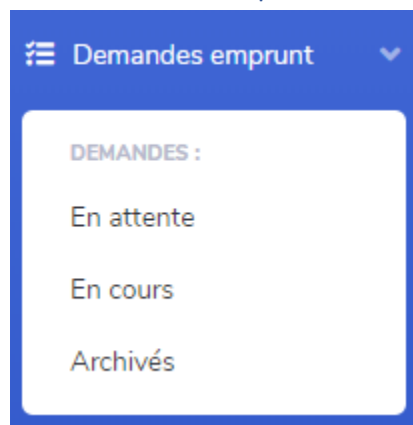 Demandes emprunt
DEMANDES :
En attente
En cours
Archivés